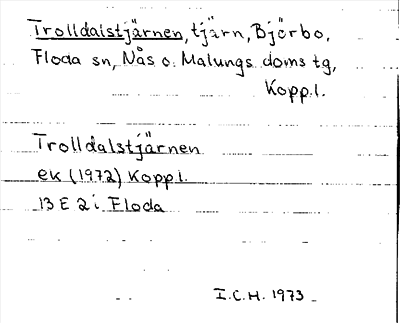 Trolldalstjärnen, tjärn, Björbo,
Floda sn, Nås o. Malungs doms tg,
Kopp.l.
Trolldalstjärnen
ek (1972) Kopp l.
13 E 2 i Floda
I.C.H. 1973